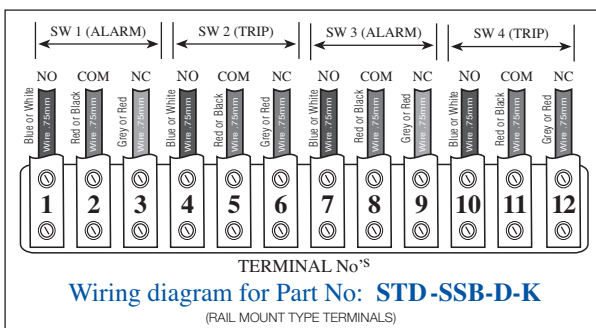 SW 1 (ALARM) SW 2 (TRIP) SW 3 (ALARM) SW 4 (TRIP)
NO COM NC NO COM NC NO COM NC NO COM NC
Blue or White
Wire .75mm
Red or Black
Wire .75mm
Grey or Red
Wire .75mm
Blue or White
Wire .75mm
Red or Black
Wire .75mm
Grey or Red
Wire .75mm
Blue or White
Wire .75mm
Red or Black
Wire .75mm
Grey or Red
Wire .75mm
Blue or White
Wire .75mm
Red or Black
Wire .75mm
Grey or Red
Wire .75mm
1 2 3 4 5 6 7 8 9 10 11 12
TERMINAL No's
Wiring diagram for Part No: STD-SSB-D-K
(RAIL MOUNT TYPE TERMINALS)